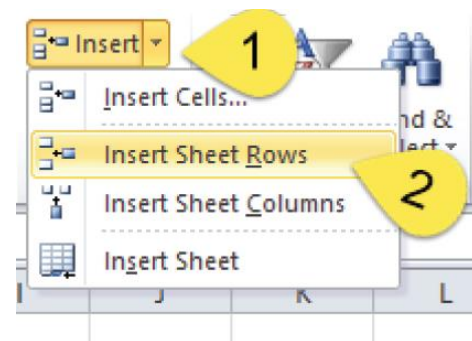 Insert
1
Insert Cells...
Insert Sheet Rows
2
Insert Sheet Columns
Insert Sheet
J K L